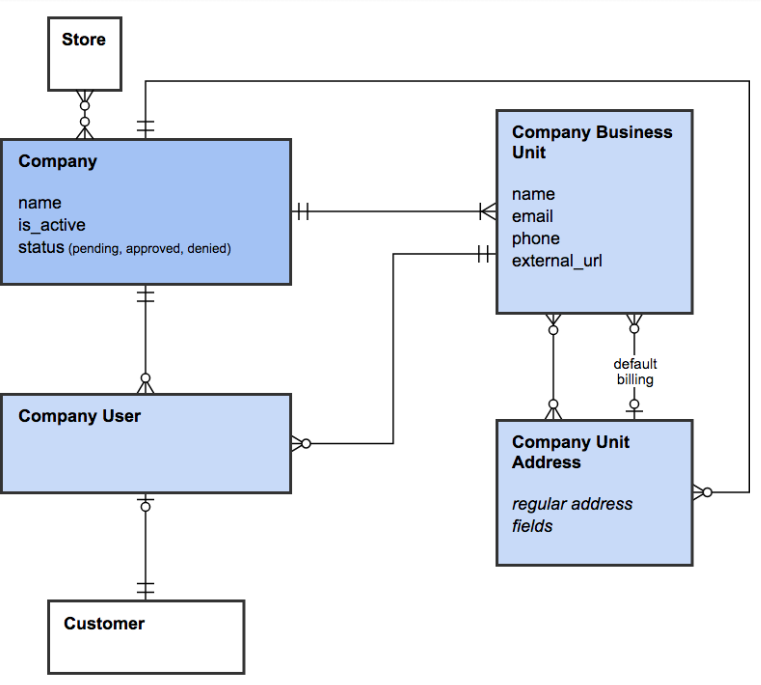 Store
Company
name
is_active
status (pending, approved, denied)
Company Business
Unit
name
email
phone
external_url
default
billing
Company User
Company Unit
Address
regular address
fields
Customer